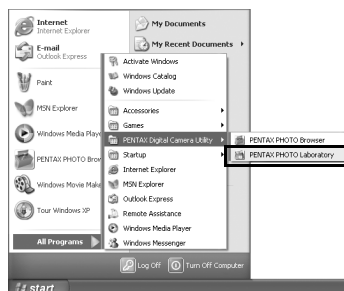 Internet
Internet Explorer
E-mail
Outlook Express
Paint
MSN Explorer
Windows Media Playe
PENTAX PHOTO Brow
Windows Movie Make
Tour Windows XP
All Programs
My Documents
My Recent Documents
Activate Windows
Windows Catalog
Windows Update
Accessories
Games
PENTAX Digital Camera Utility
Startup
Internet Explorer
MSN Explorer
Outlook Express
Remote Assistance
Windows Media Player
Windows Messenger
PENTAX PHOTO Browser
PENTAX PHOTO Laboratory
Log Off
Turn Off Computer
start